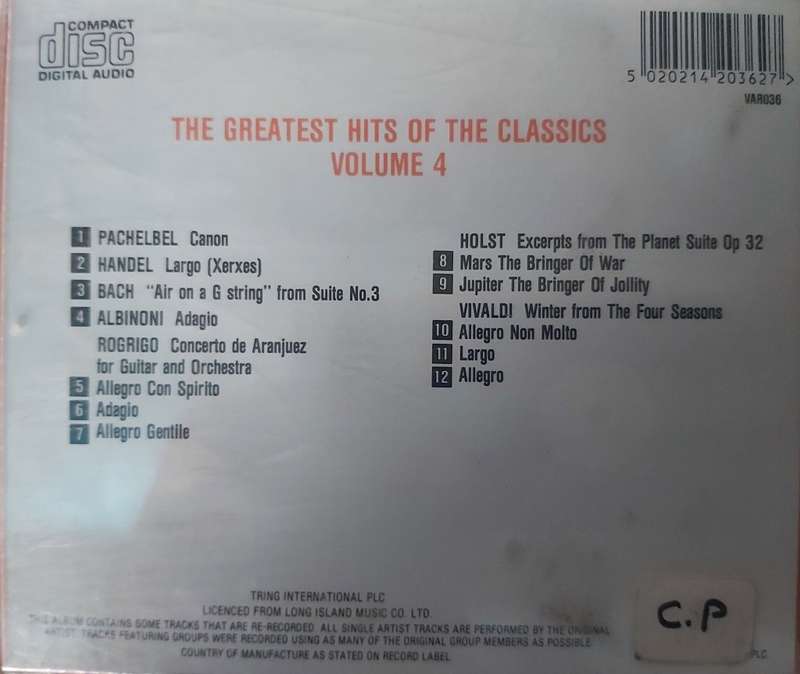 COMPACT
disc
DIGITAL AUDIO
5 020214 203627 >
VAR036
THE GREATEST HITS OF THE CLASSICS
VOLUME 4
1 PACHELBEL Canon
2 HANDEL Largo (Xerxes)
3 BACH "Air on a G string" from Suite No.3
4 ALBINONI Adagio
ROGRIGO Concerto de Aranjuez
for Guitar and Orchestra
5 Allegro Con Spirito
6 Adagio
7 Allegro Gentile
HOLST Excerpts from The Planet Suite Op 32
8 Mars The Bringer Of War
9 Jupiter The Bringer Of Jollity
VIVALDI Winter from The Four Seasons
10 Allegro Non Molto
11 Largo
12 Allegro
TRING INTERNATIONAL PLC
LICENCED FROM LONG ISLAND MUSIC CO. LTD.
THIS ALBUM CONTAINS SOME TRACKS THAT ARE RE-RECORDED. ALL SINGLE ARTIST TRACKS ARE PERFORMED BY THE ORIGINAL
ARTIST. TRACKS FEATURING GROUPS WERE RECORDED USING AS MANY OF THE ORIGINAL GROUP MEMBERS AS POSSIBLE.
COUNTRY OF MANUFACTURE AS STATED ON RECORD LABEL
C.P
PLC